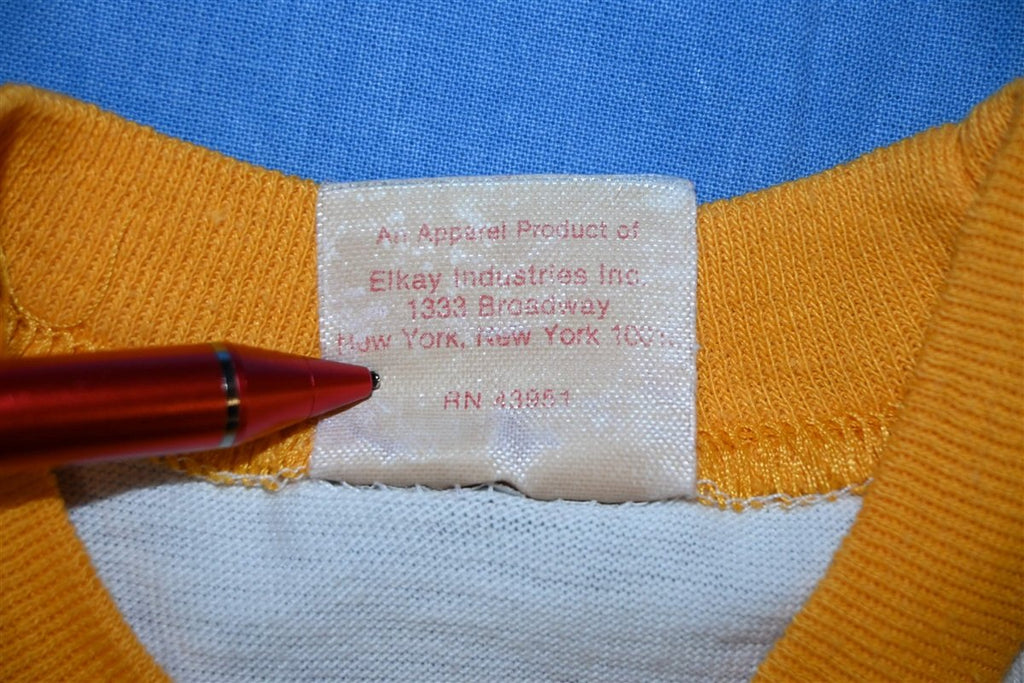 An Apparel Product of
Elkay Industries Inc.
1333 Broadway
New York, New York
RN 43951